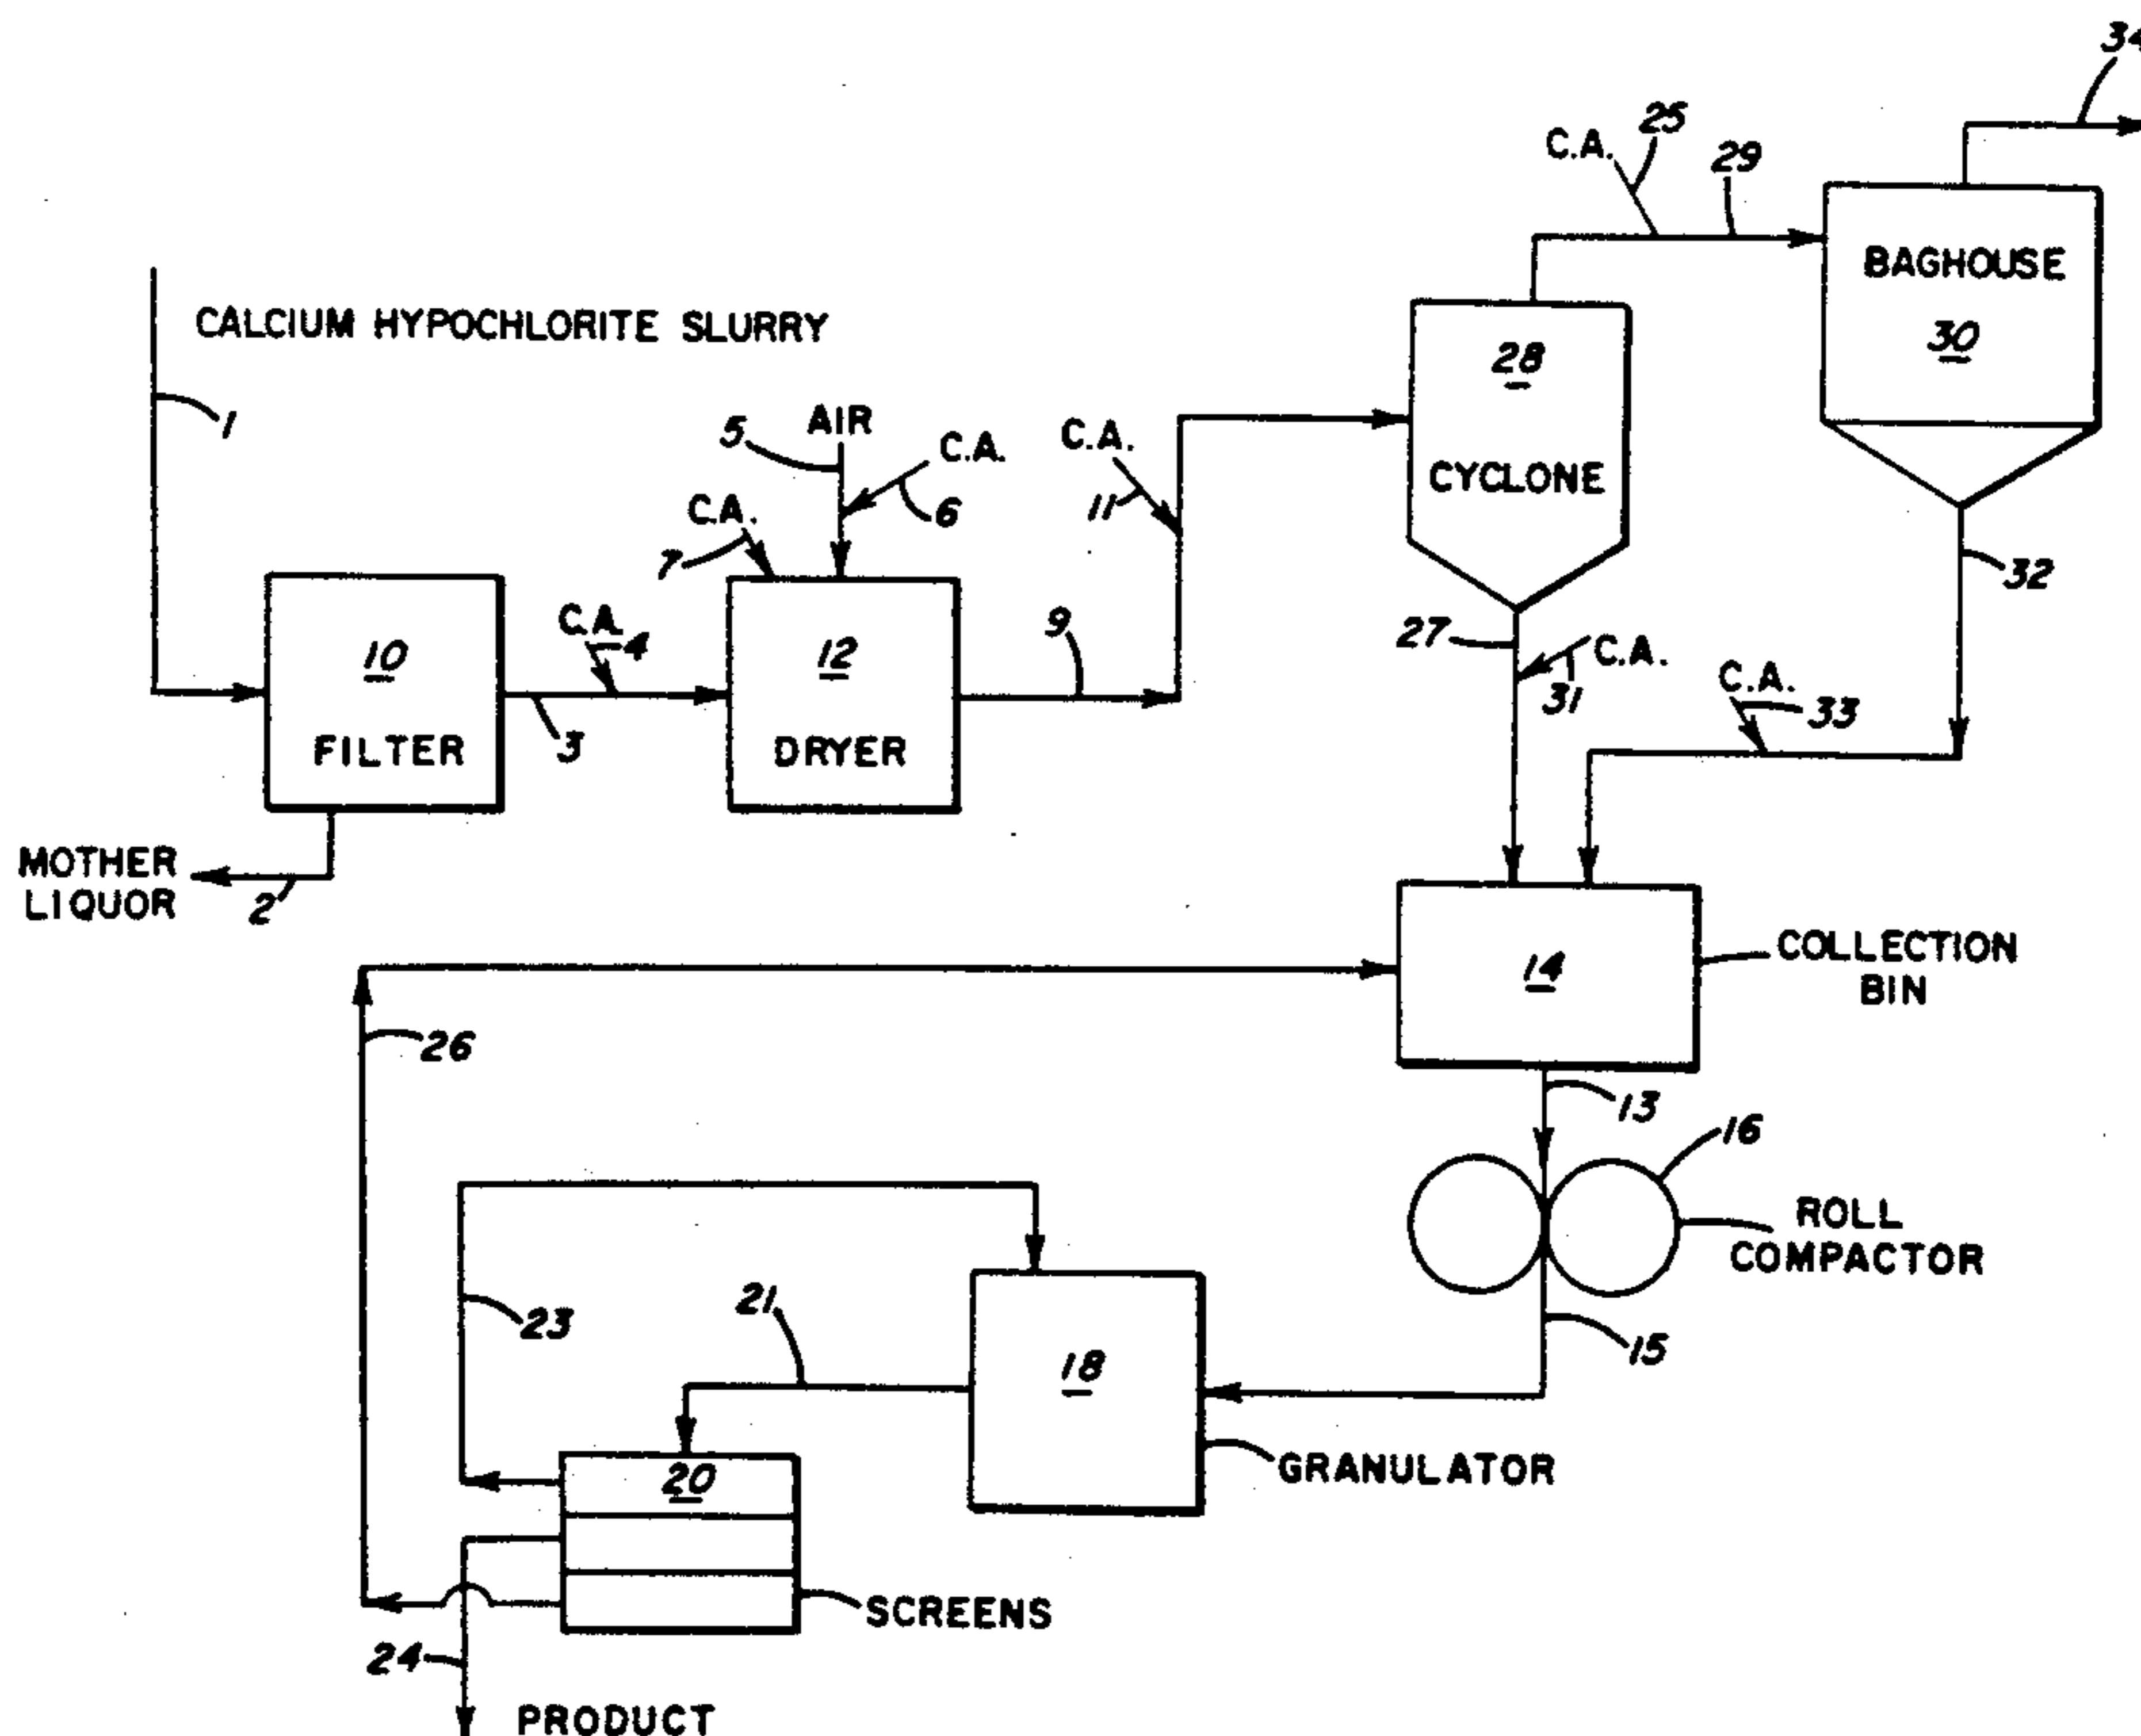 34
C.A.
25
29
BAGHOUSE
30
CALCIUM HYPOCHLORITE SLURRY
1
28
CYCLONE
5
AIR
C.A.
6
C.A.
11
C.A.
7
32
10
FILTER
C.A.
4
3
12
DRYER
9
27
C.A.
31
C.A.
33
MOTHER
LIQUOR
2
14
COLLECTION
BIN
26
13
16
ROLL
COMPACTOR
15
23
21
18
GRANULATOR
20
SCREENS
24
PRODUCT